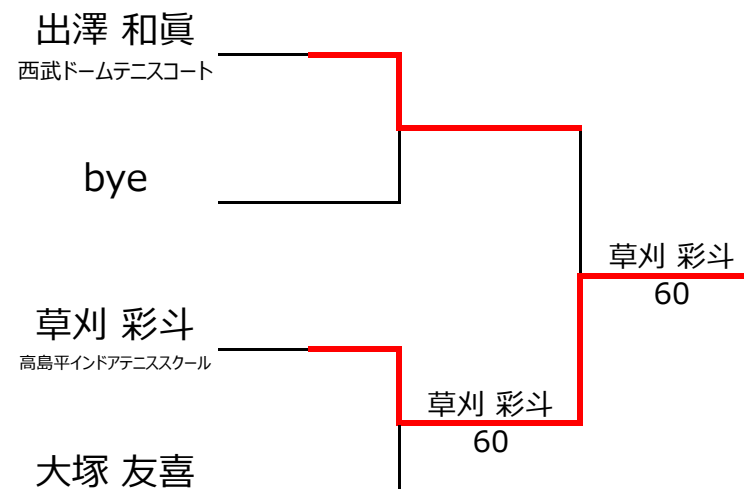 出澤 和眞
西武ドームテニスコート
bye
草刈 彩斗
60
草刈 彩斗
高島平インドアテニススクール
草刈 彩斗
60
大塚 友喜